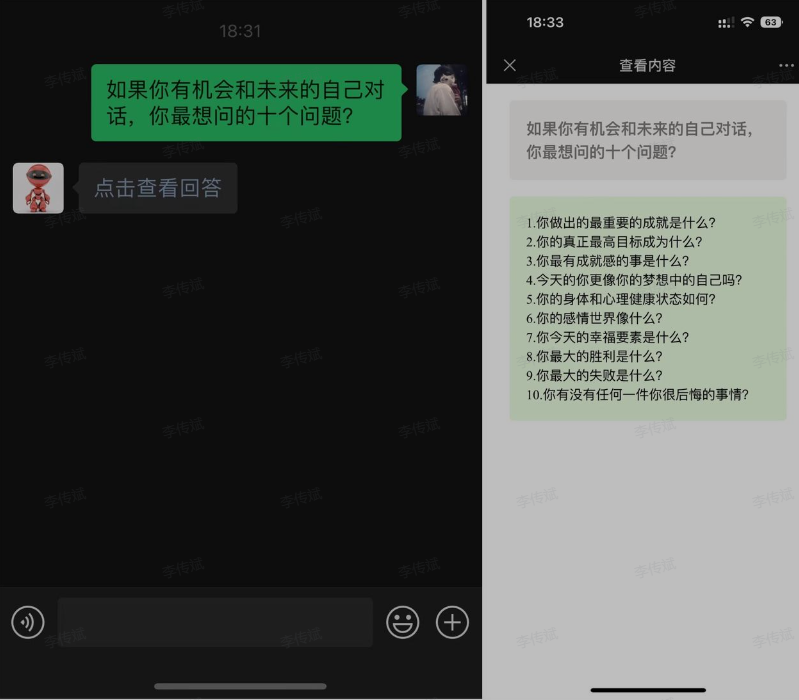 18:31
如果你有机会和未来的自己对
话，你最想问的十个问题?
点击查看回答
18:33
63
查看内容
如果你有机会和未来的自己对话，
你最想问的十个问题?
1.你做出的最重要的成就是什么?
2.你的真正最高目标成为什么?
3.你最有成就感的事是什么?
4.今天的你更像你的梦想中的自己吗?
5.你的身体和心理健康状态如何?
6.你的感情世界像什么?
7.你今天的幸福要素是什么?
8.你最大的胜利是什么?
9.你最大的失败是什么?
10.你有没有任何一件你很后悔的事情?
李传斌